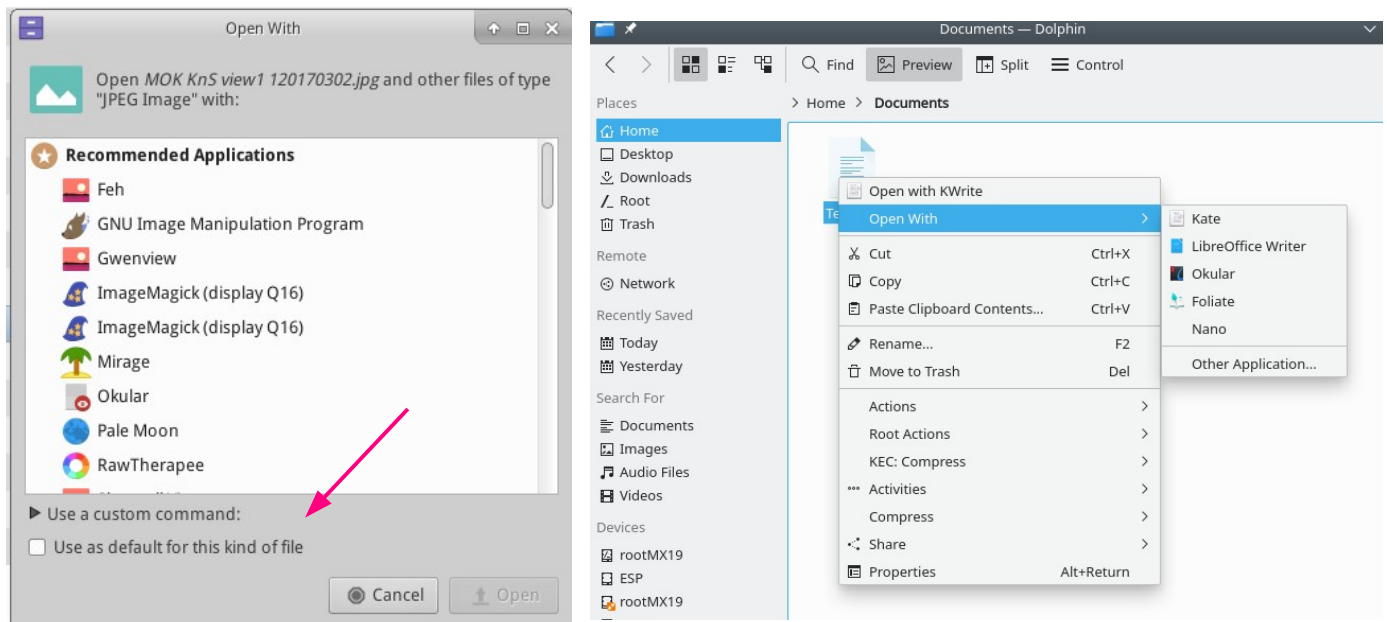 Open With
Open MOK KnS view1 120170302.jpg and other files of type
"JPEG Image" with:
Recommended Applications
Feh
GNU Image Manipulation Program
Gwenview
ImageMagick (display Q16)
ImageMagick (display Q16)
Mirage
Okular
Pale Moon
RawTherapee
Use a custom command:
Use as default for this kind of file
Cancel
Open
Documents — Dolphin
Find
Preview
Split
Control
Places
Home
Desktop
Downloads
Root
Trash
Remote
Network
Recently Saved
Today
Yesterday
Search For
Documents
Images
Audio Files
Videos
Devices
rootMX19
ESP
rootMX19
> Home > Documents
Te
Open with KWrite
Open With
Cut Ctrl+X
Copy Ctrl+C
Paste Clipboard Contents... Ctrl+V
Rename... F2
Move to Trash Del
Actions
Root Actions
KEC: Compress
Activities
Compress
Share
Properties Alt+Return
Kate
LibreOffice Writer
Okular
Foliate
Nano
Other Application...